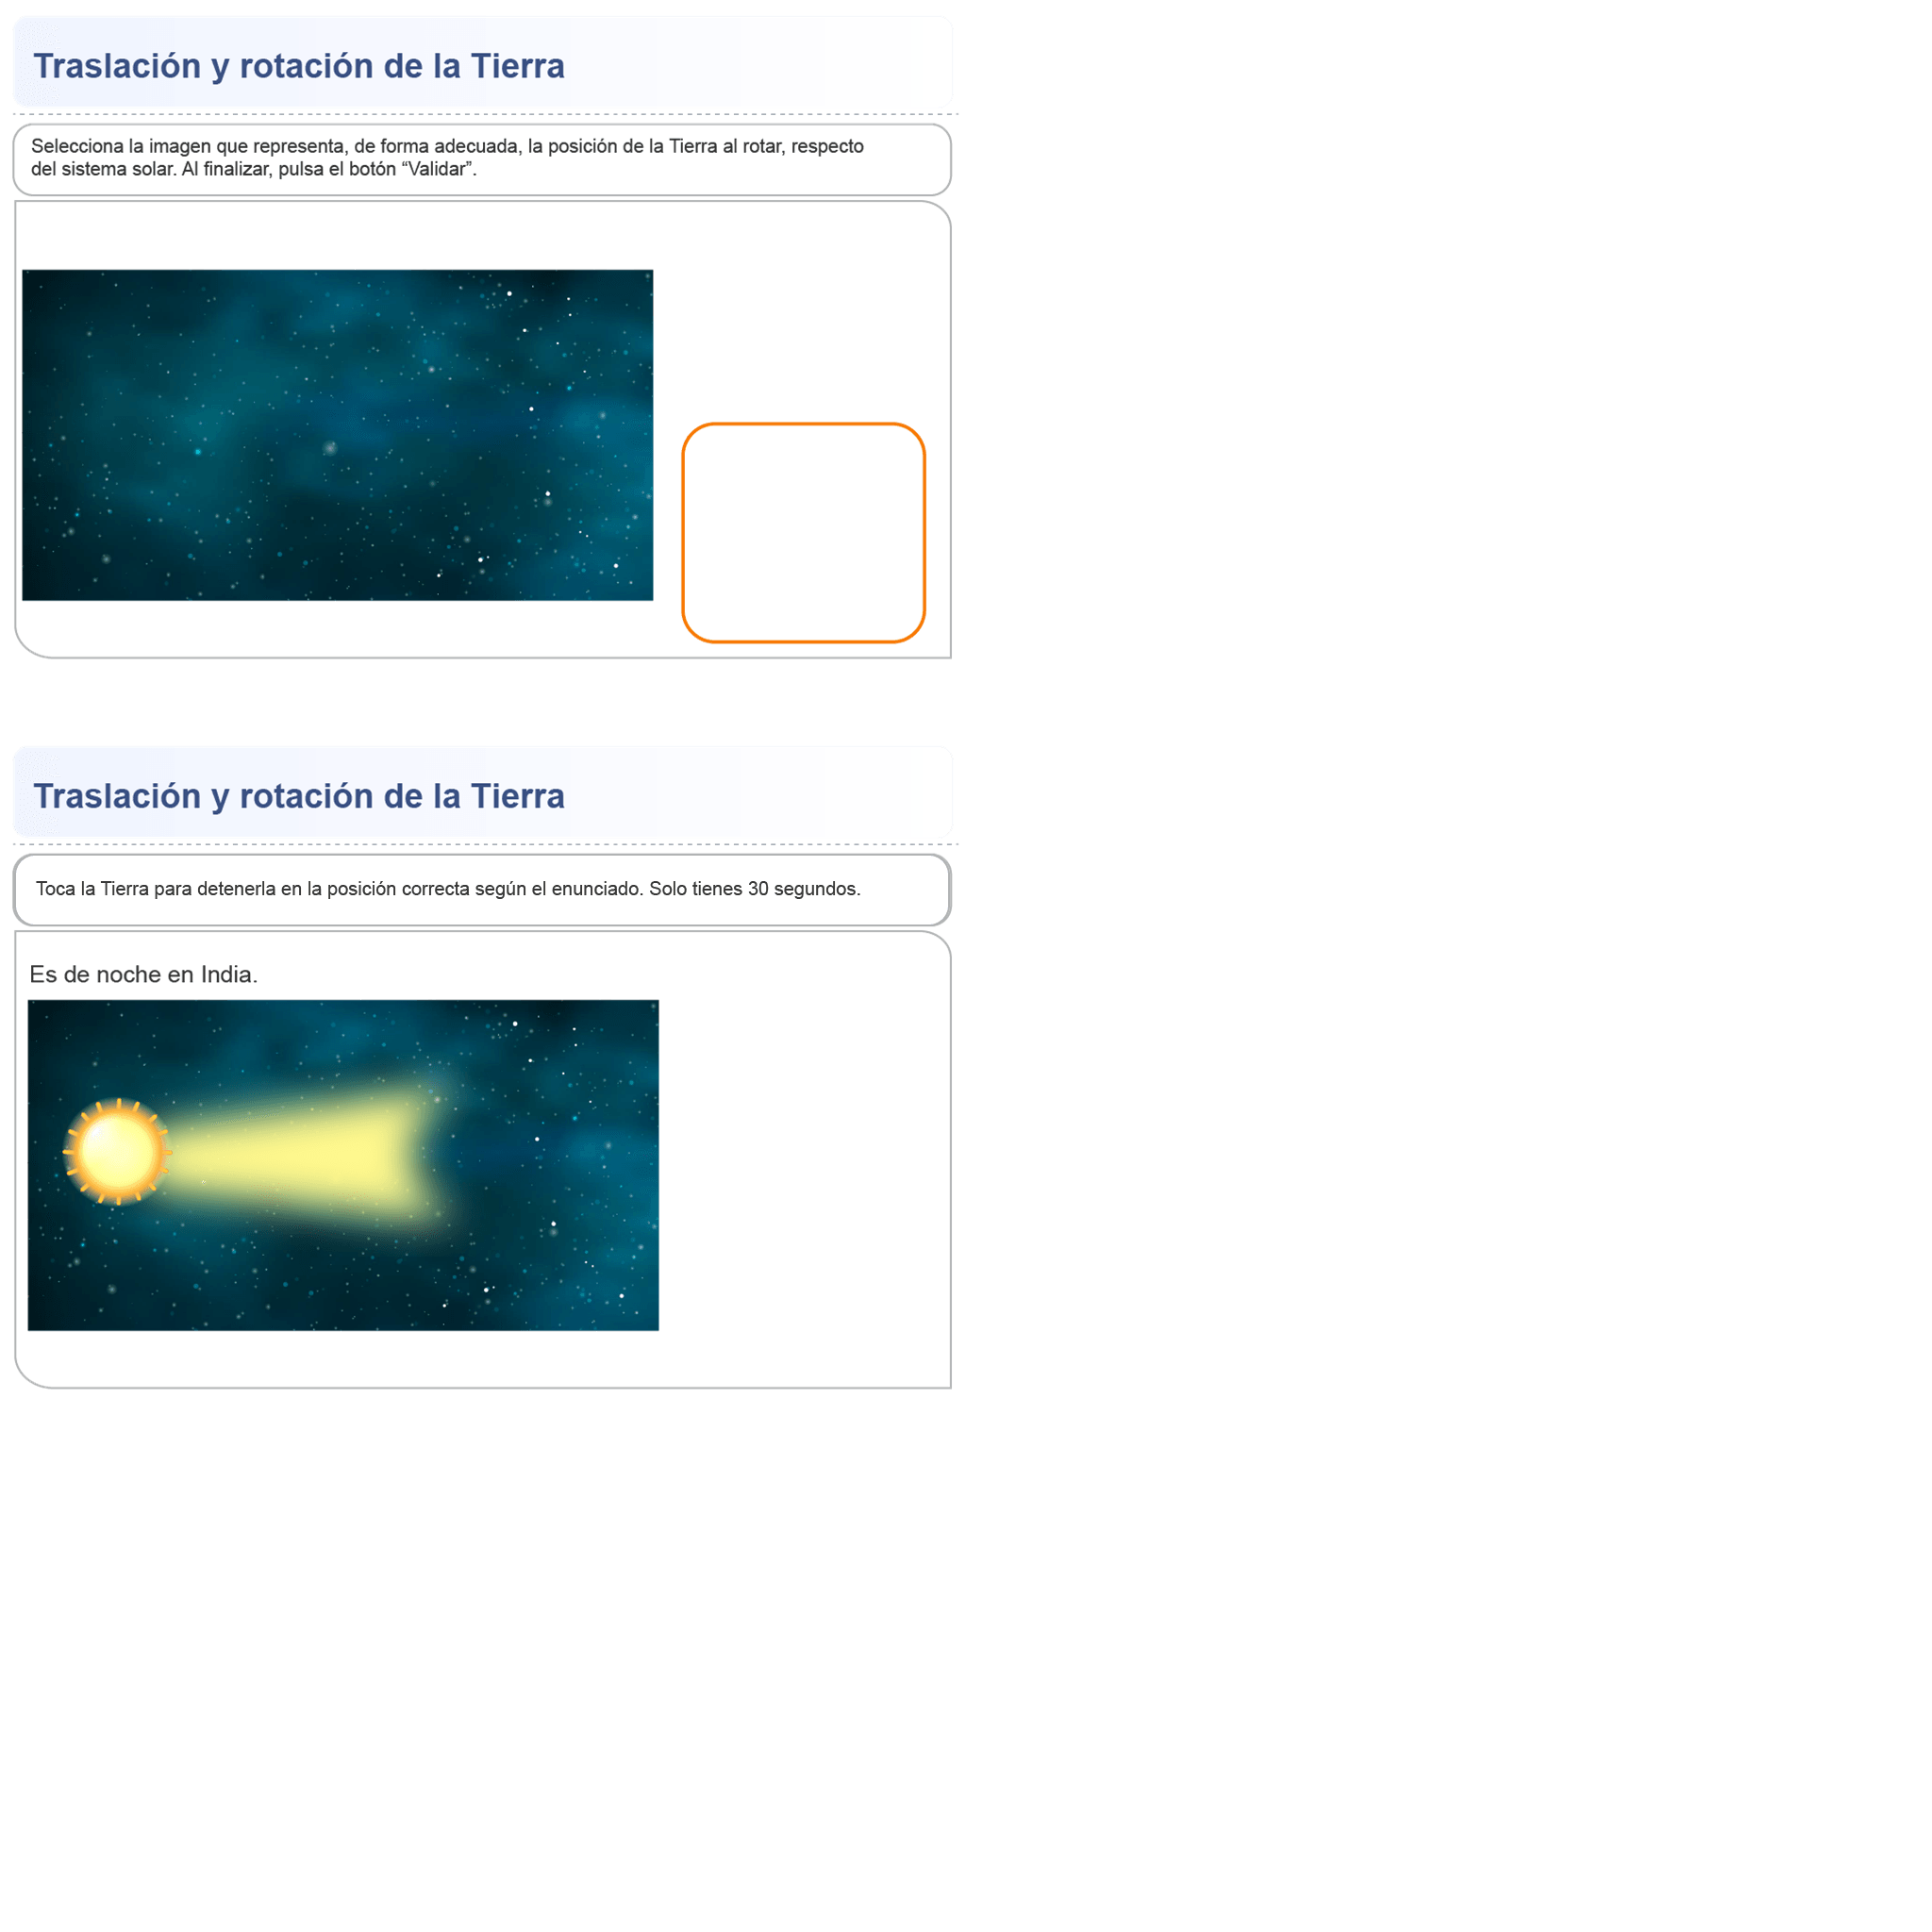 Traslación y rotación de la Tierra
Selecciona la imagen que representa, de forma adecuada, la posición de la Tierra al rotar, respecto
del sistema solar. Al finalizar, pulsa el botón “Validar”.
Traslación y rotación de la Tierra
Toca la Tierra para detenerla en la posición correcta según el enunciado. Solo tienes 30 segundos.
Es de noche en India.